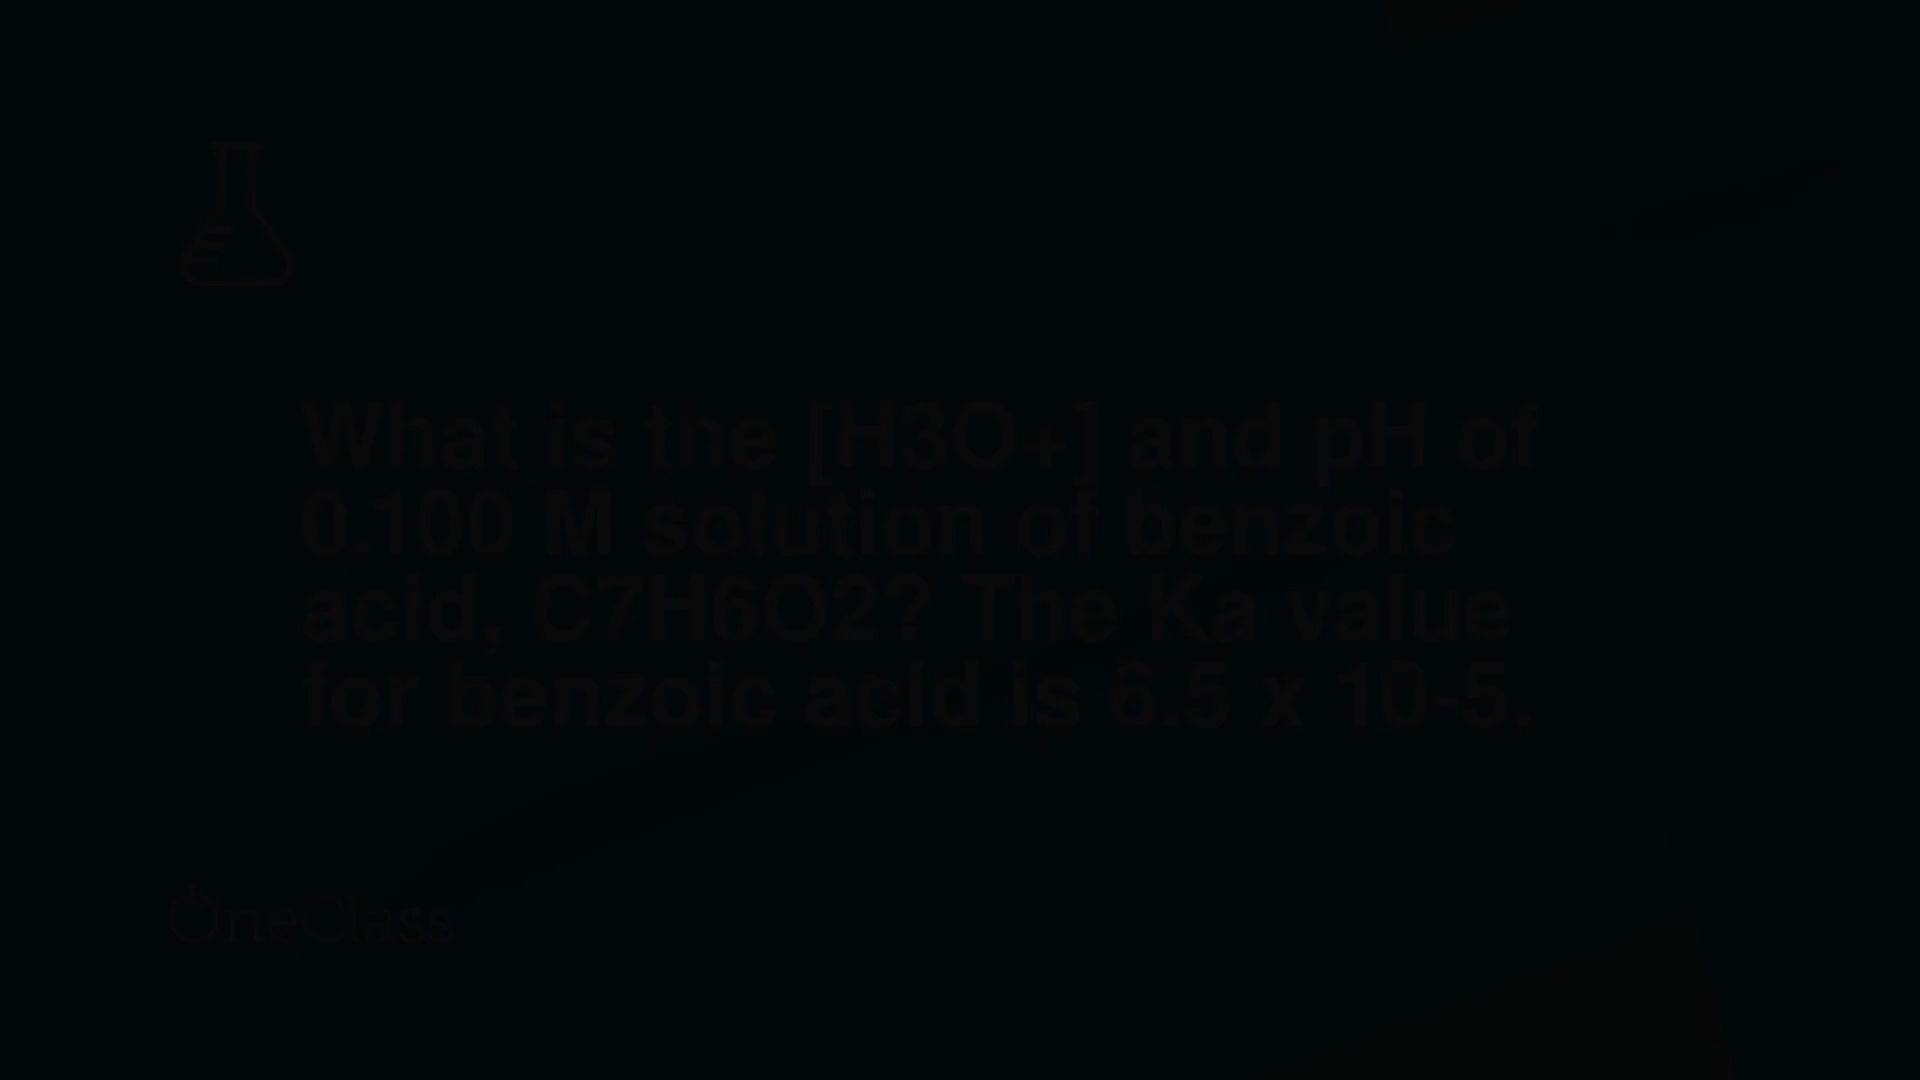 What is the [H3O+] and pH of
0.100 M solution of benzoic
acid, C7H6O2? The Ka value
for benzoic acid is 6.5 x 10-5.
OneClass